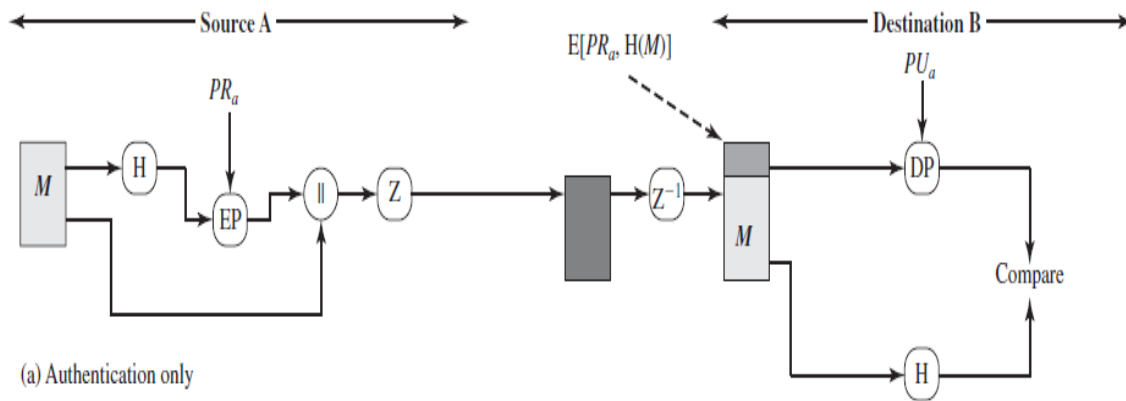 Source A
Destination B
E[PRₐ, H(M)]
PUₐ
PRₐ
M
H
EP
||
Z
Z⁻¹
DP
M
Compare
H
(a) Authentication only